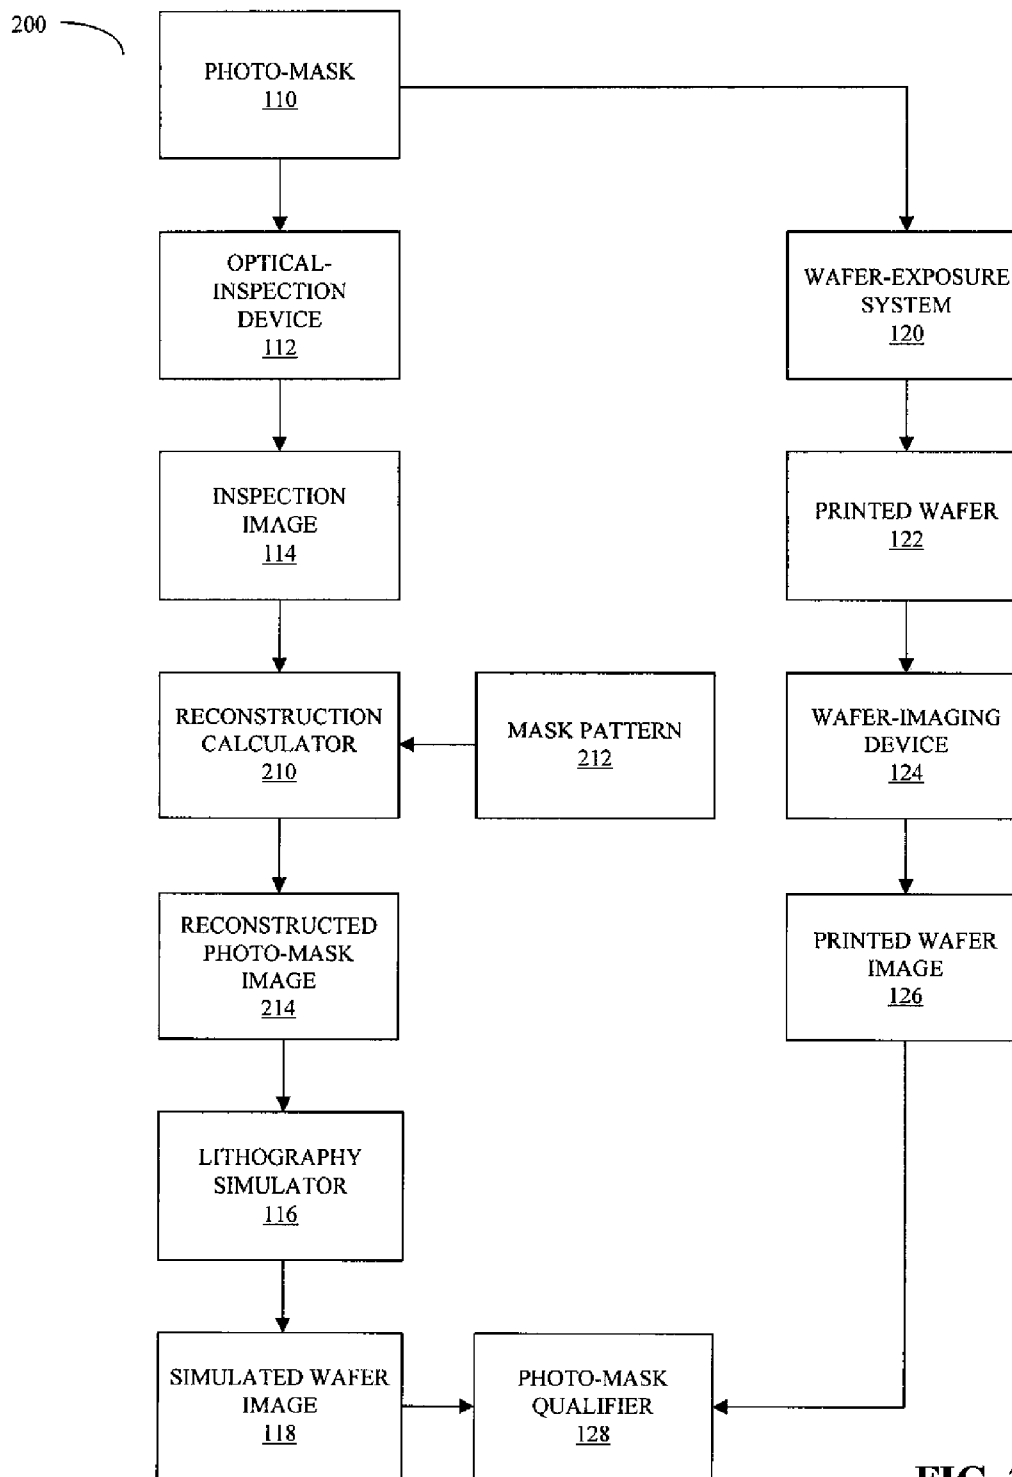 200
PHOTO-MASK
110
OPTICAL-
INSPECTION
DEVICE
112
WAFER-EXPOSURE
SYSTEM
120
INSPECTION
IMAGE
114
PRINTED WAFER
122
RECONSTRUCTION
CALCULATOR
210
MASK PATTERN
212
WAFER-IMAGING
DEVICE
124
RECONSTRUCTED
PHOTO-MASK
IMAGE
214
PRINTED WAFER
IMAGE
126
LITHOGRAPHY
SIMULATOR
116
SIMULATED WAFER
IMAGE
118
PHOTO-MASK
QUALIFIER
128
FIG.